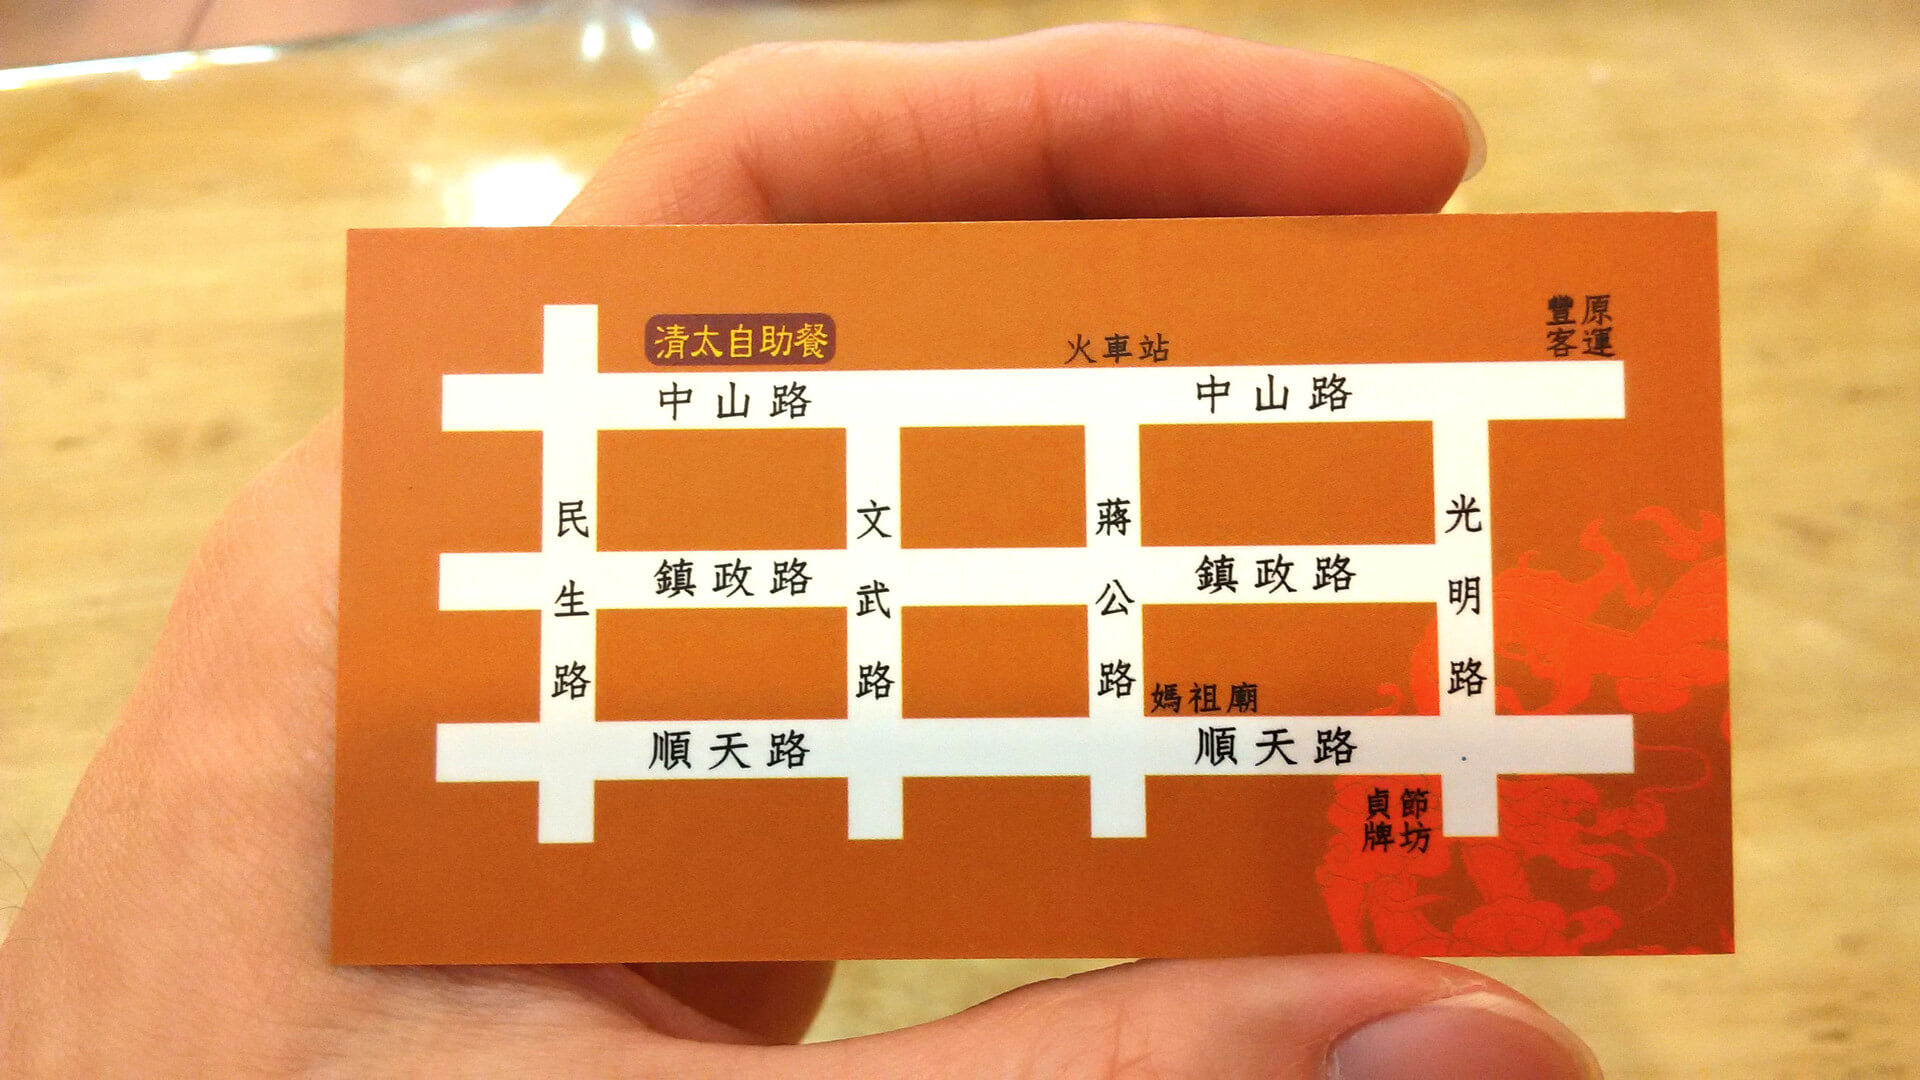 清太自助餐
火車站
豐原
客運
中山路
中山路
民生路
文武路
蔣公路
光明路
鎮政路
鎮政路
媽祖廟
順天路
順天路
貞節
牌坊